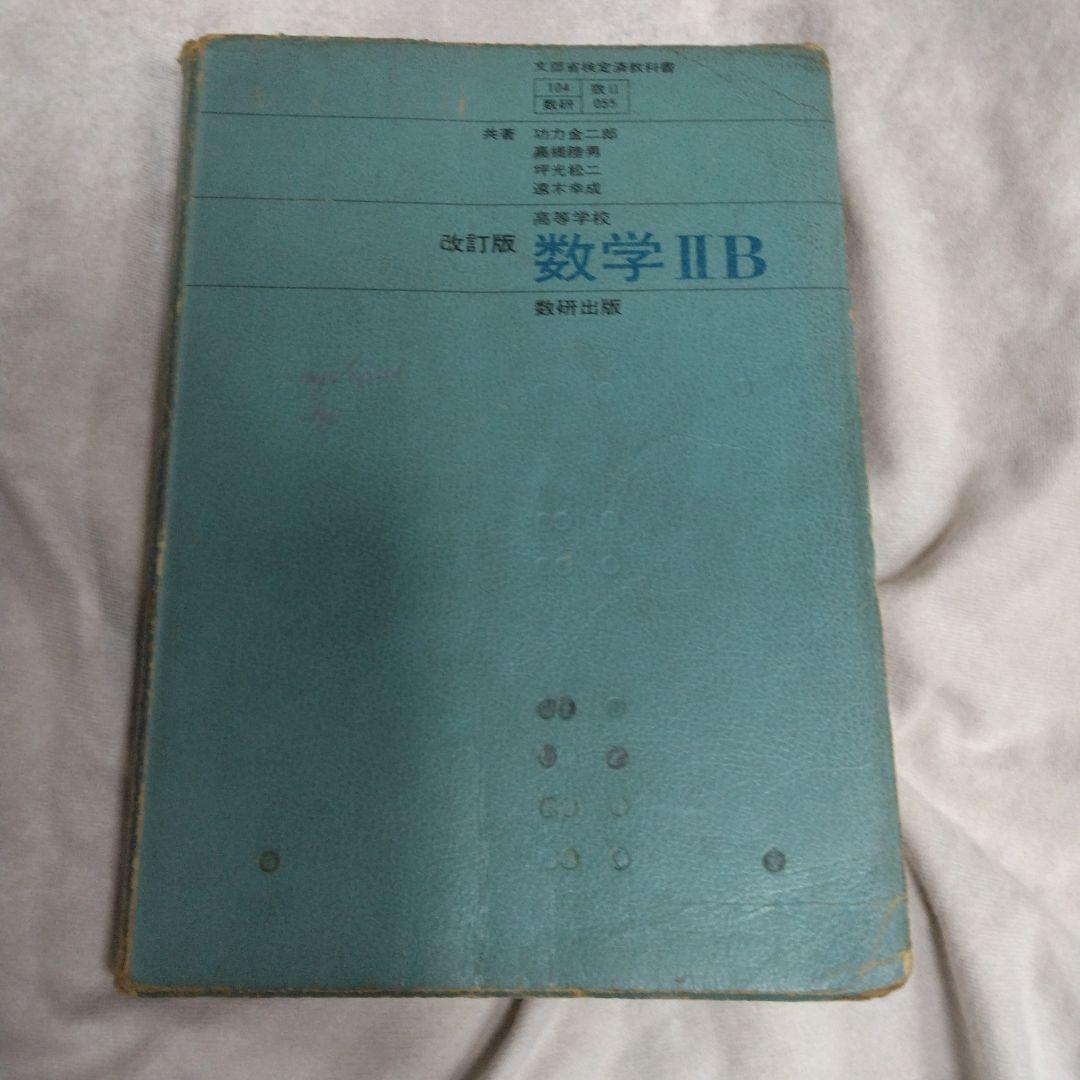 文部省検定済教科書
104 数II
数研 055
共著 功力金二郎
高橋陸男
坪光松二
遠木幸成
高等学校
改訂版 数学ⅡB
数研出版